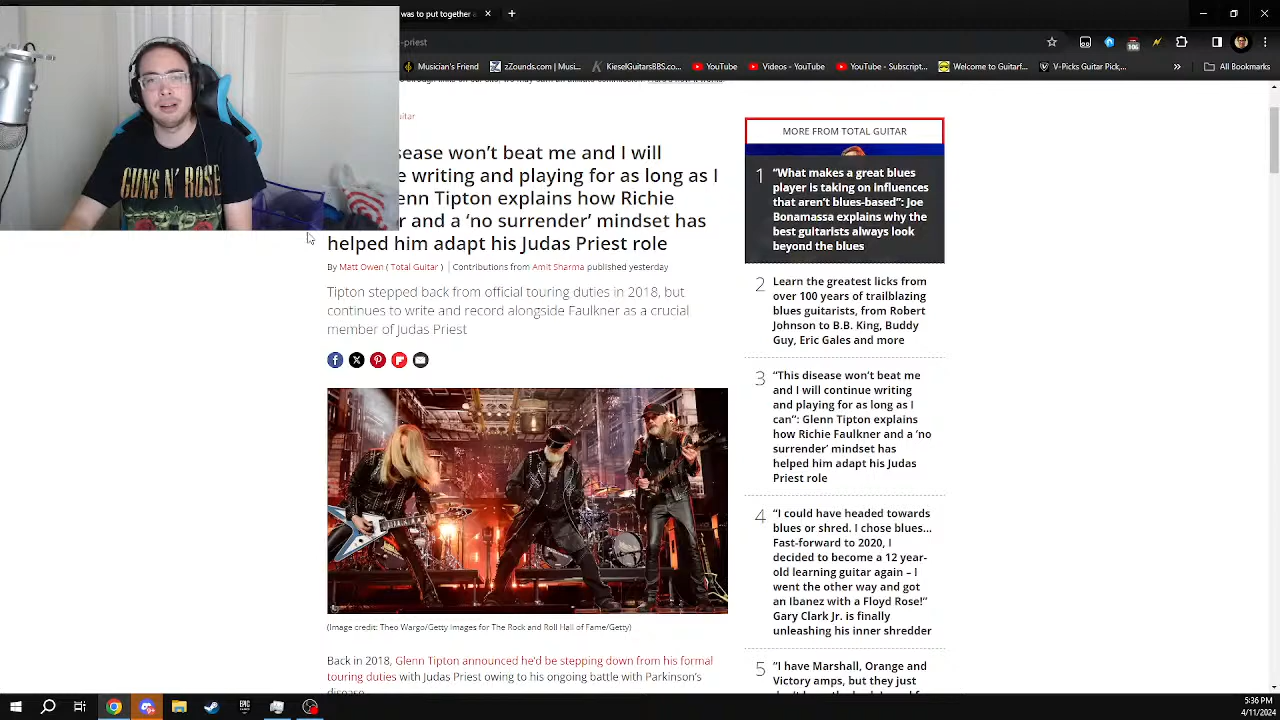 was to put together
-priest
Musician's Friend
zZounds.com | Musi...
KieselGuitarsBBS.co...
YouTube
Videos - YouTube
YouTube - Subscript...
Welcome to Guitarf...
V-Picks Guitar Pick,...
»
All Bookmarks
GUNS N' ROSE
sease won't beat me and I will
e writing and playing for as long as I
enn Tipton explains how Richie
r and a 'no surrender' mindset has
helped him adapt his Judas Priest role
By Matt Owen ( Total Guitar ) | Contributions from Amit Sharma published yesterday
Tipton stepped back from official touring duties in 2018, but
continues to write and record alongside Faulkner as a crucial
member of Judas Priest
(Image credit: Theo Wargo/Getty Images for The Rock and Roll Hall of Fame/Getty)
Back in 2018, Glenn Tipton announced he'd be stepping down from his formal
touring duties with Judas Priest owing to his ongoing battle with Parkinson's
disease
MORE FROM TOTAL GUITAR
1 “What makes a great blues
player is taking on influences
that aren't blues-based”: Joe
Bonamassa explains why the
best guitarists always look
beyond the blues
2 Learn the greatest licks from
over 100 years of trailblazing
blues guitarists, from Robert
Johnson to B.B. King, Buddy
Guy, Eric Gales and more
3 “This disease won't beat me
and I will continue writing
and playing for as long as I
can”: Glenn Tipton explains
how Richie Faulkner and a ‘no
surrender’ mindset has
helped him adapt his Judas
Priest role
4 “I could have headed towards
blues or shred. I chose blues…
Fast-forward to 2020, I
decided to become a 12 year-
old learning guitar again – I
went the other way and got
an Ibanez with a Floyd Rose!”
Gary Clark Jr. is finally
unleashing his inner shredder
5 “I have Marshall, Orange and
Victory amps, but they just
5:36 PM
4/11/2024